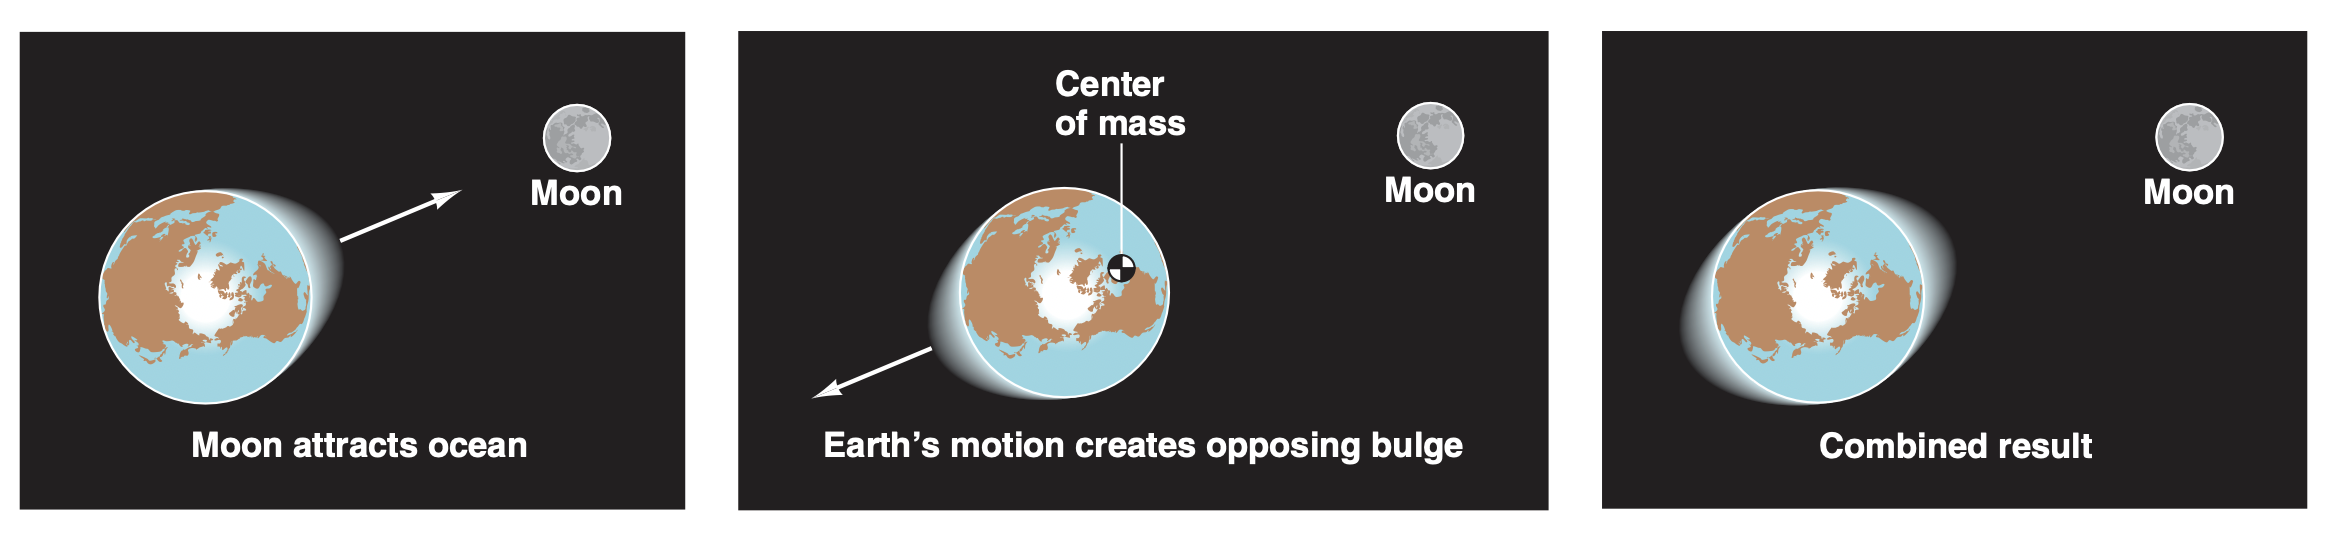 Moon
Moon attracts ocean
Center
of mass
Moon
Earth’s motion creates opposing bulge
Moon
Combined result